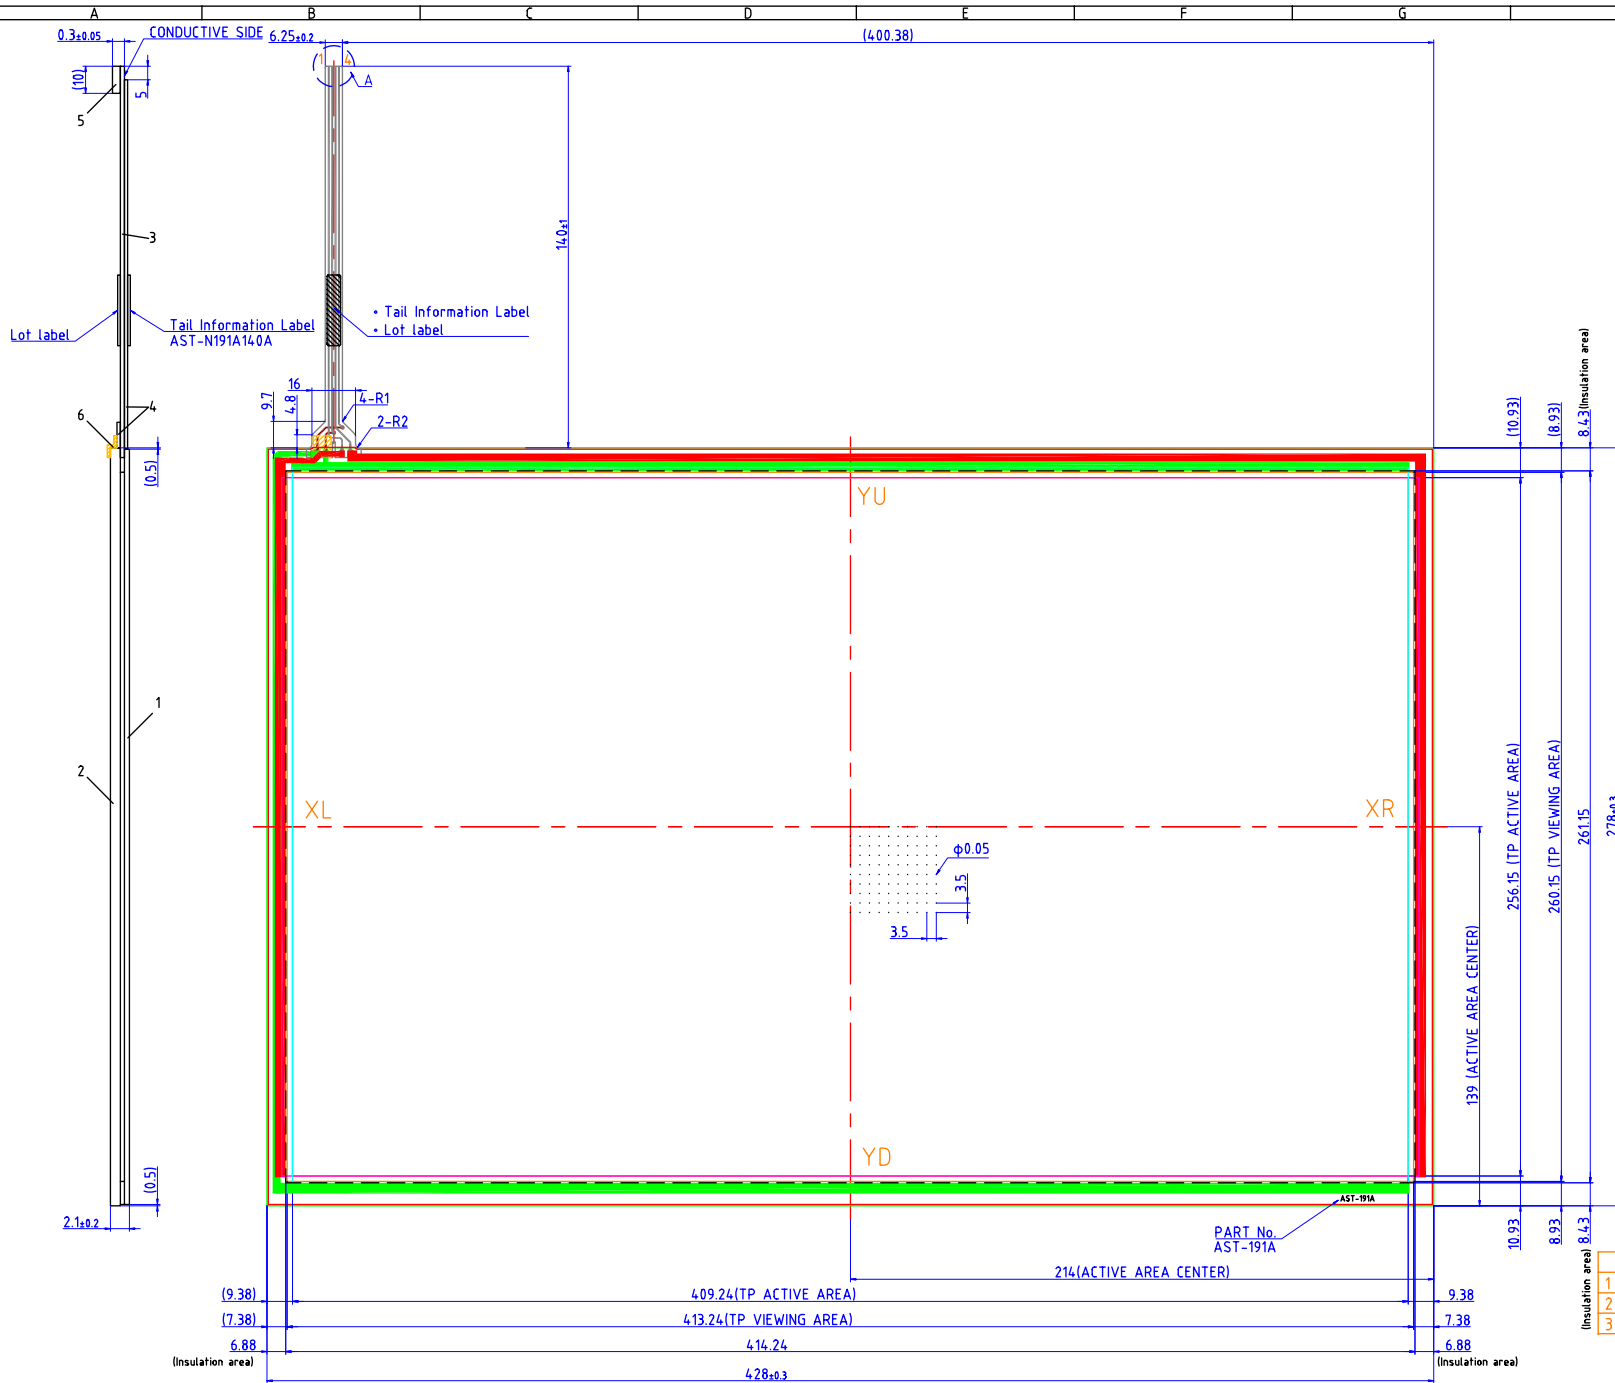 A B C D E F G
0.3±0.05
CONDUCTIVE SIDE
6.25±0.2
(400.38)
1 4
A
(10)
5
5
140±1
3
Lot label
Tail Information Label
AST-N191A140A
• Tail Information Label
• Lot label
16
9.7
4.8
4-R1
2-R2
6
4
(0.5)
(10.93)
(8.93)
8.43 (Insulation area)
YU
XL
XR
ϕ0.05
3.5
3.5
1
2
256.15 (TP ACTIVE AREA)
260.15 (TP VIEWING AREA)
261.15
278±0.3
139 (ACTIVE AREA CENTER)
YD
(0.5)
2.1±0.2
AST-191A
PART No.
AST-191A
10.93
8.93
8.43
(Insulation area)
1
2
3
214(ACTIVE AREA CENTER)
(9.38)
409.24(TP ACTIVE AREA)
9.38
(7.38)
413.24(TP VIEWING AREA)
7.38
6.88
414.24
6.88
(Insulation area)
(Insulation area)
428±0.3